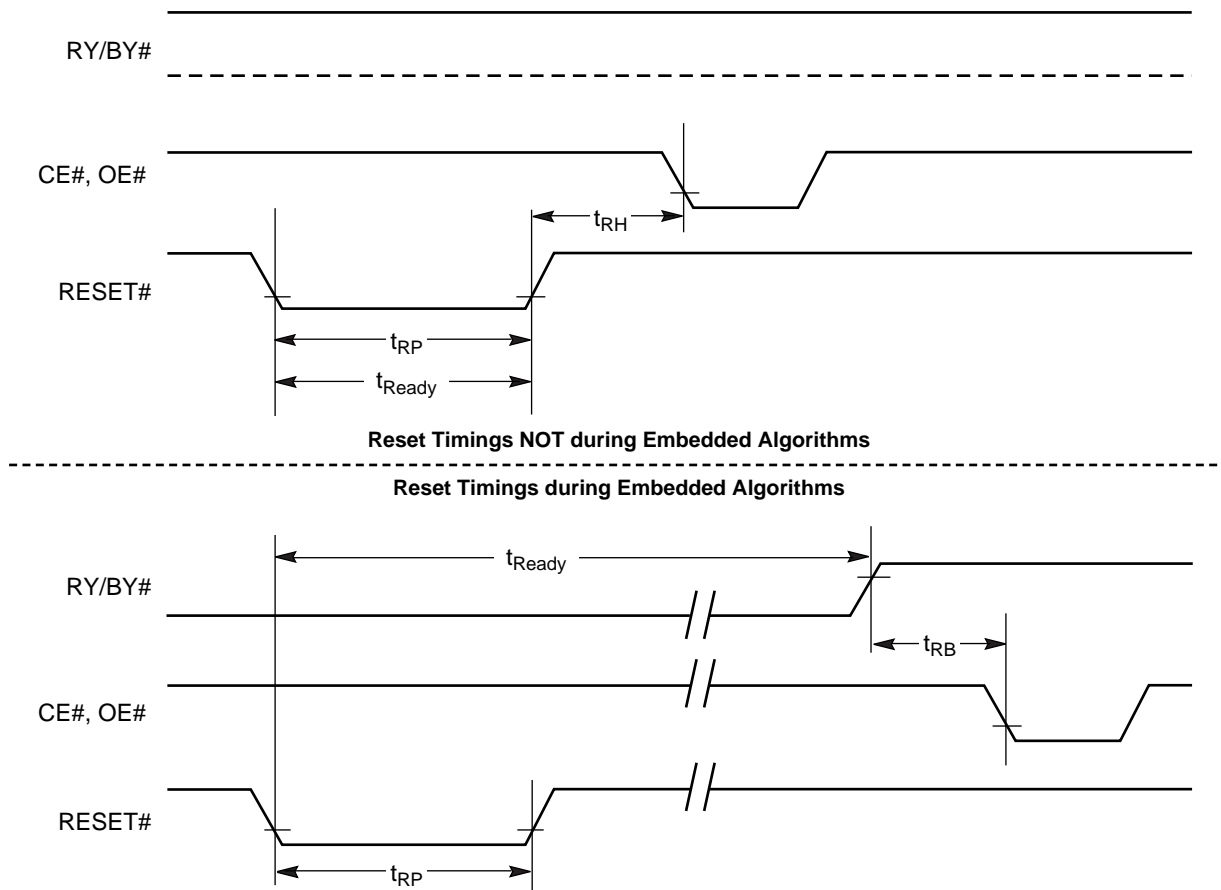 RY/BY#
CE#, OE#
tRH
RESET#
tRP
tReady
Reset Timings NOT during Embedded Algorithms
Reset Timings during Embedded Algorithms
tReady
RY/BY#
tRB
CE#, OE#
RESET#
tRP